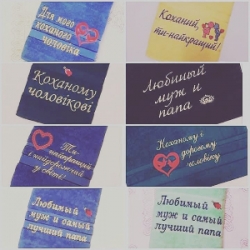 Для мого
коханого
чоловіка
Коханий,
ти-найкращий!
Коханому
чоловікові
Любимый
муж и
папа
Ти-
найкращий
і найдорожчий
у світі!
Коханому і
дорогому
чоловіку
Любимый
муж и самый
лучший папа
Любимый
муж и самый
лучший папа